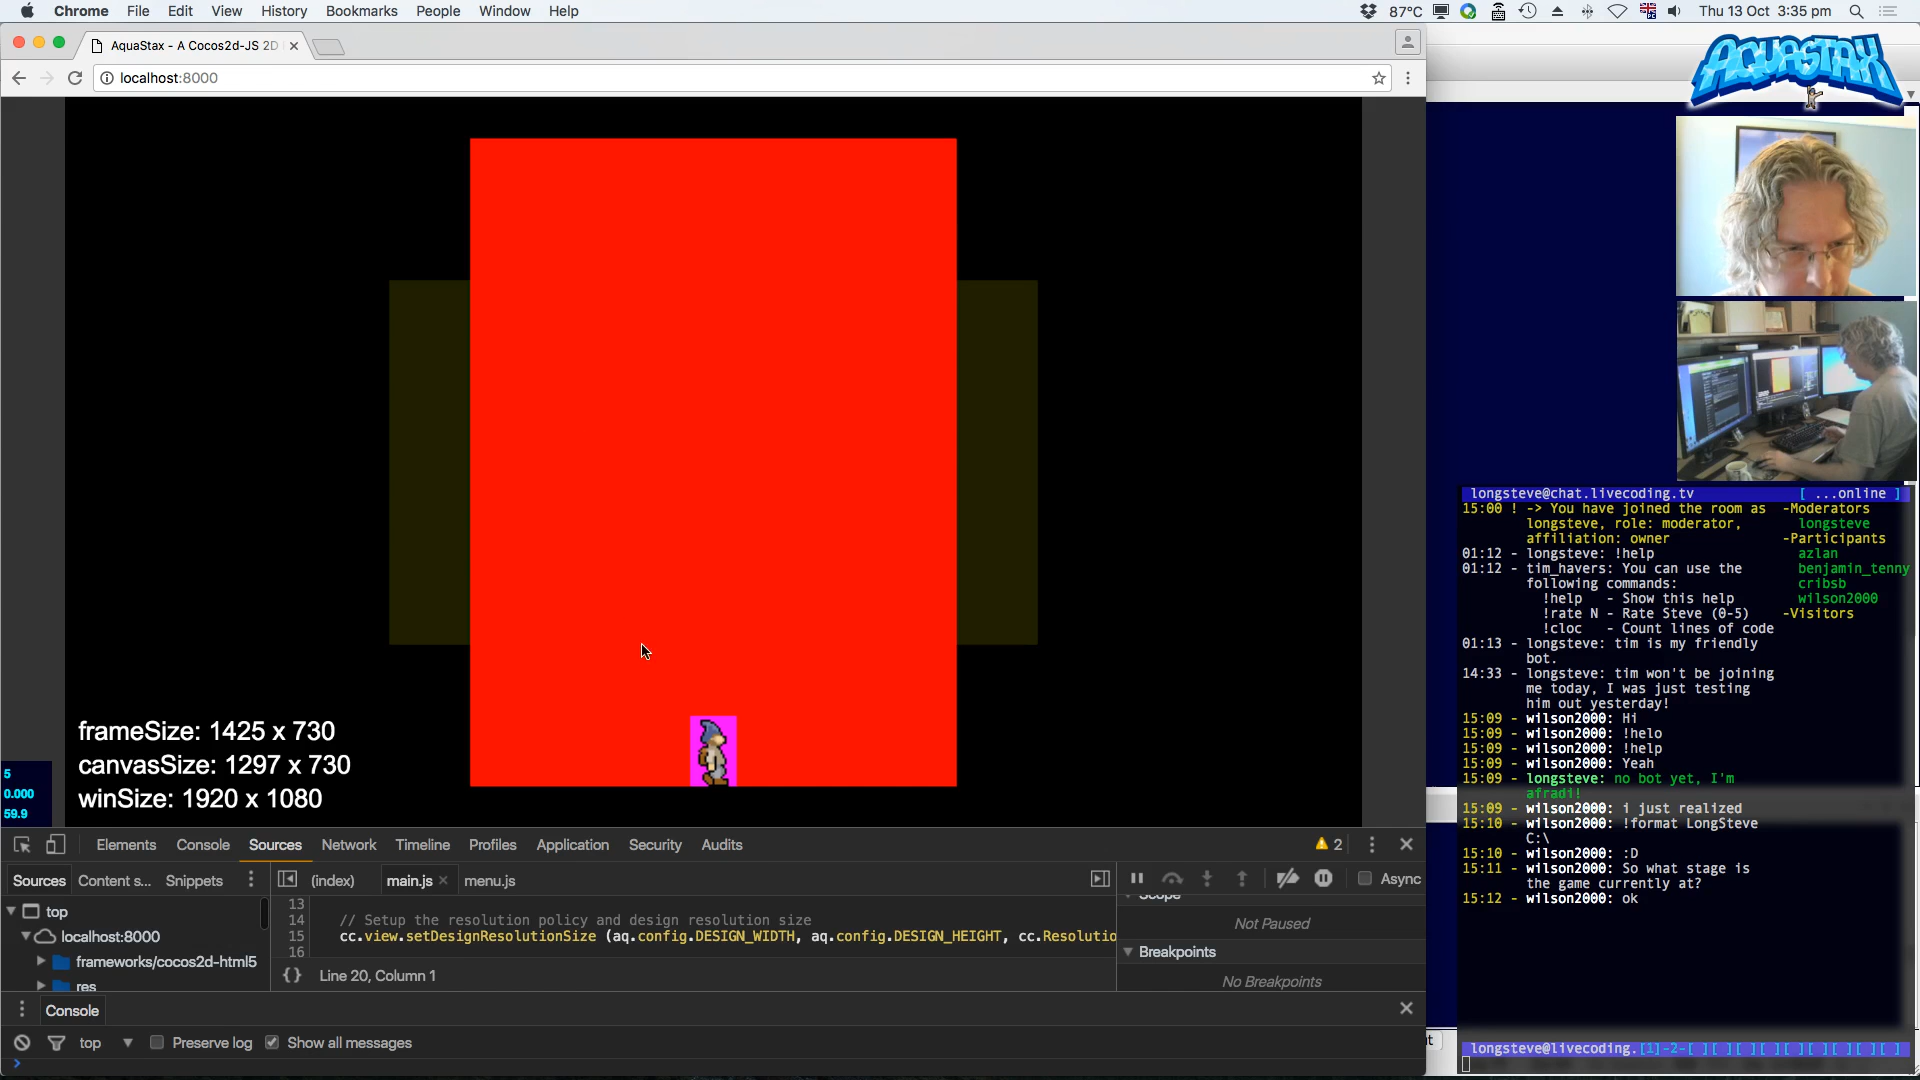 Chrome File Edit View History Bookmarks People Window Help
87°C Thu 13 Oct 3:35 pm
AquaStax - A Cocos2d-JS 2D
localhost:8000
AQUASTAX
frameSize: 1425 x 730
canvasSize: 1297 x 730
winSize: 1920 x 1080
5
0.000
59.9
Elements Console Sources Network Timeline Profiles Application Security Audits
2
Sources Content s... Snippets
(index) main.js menu.js
Async
top
localhost:8000
frameworks/cocos2d-html5
res
13
14 // Setup the resolution policy and design resolution size
15 cc.view.setDesignResolutionSize (aq.config.DESIGN_WIDTH, aq.config.DESIGN_HEIGHT, cc.Resolutio
16
{} Line 20, Column 1
Scope
Not Paused
Breakpoints
No Breakpoints
Console
top Preserve log Show all messages
longsteve@chat.livecoding.tv [ ...online ]
15:00 ! -> You have joined the room as
longsteve, role: moderator,
affiliation: owner
01:12 - longsteve: !help
01:12 - tim_havers: You can use the
following commands:
!help - Show this help
!rate N - Rate Steve (0-5)
!cloc - Count lines of code
01:13 - longsteve: tim is my friendly
bot.
14:33 - longsteve: tim won't be joining
me today, I was just testing
him out yesterday!
15:09 - wilson2000: Hi
15:09 - wilson2000: !helo
15:09 - wilson2000: !help
15:09 - wilson2000: Yeah
15:09 - longsteve: no bot yet, I'm
afradi!
15:09 - wilson2000: i just realized
15:10 - wilson2000: !format LongSteve
C:\
15:10 - wilson2000: :D
15:11 - wilson2000: So what stage is
the game currently at?
15:12 - wilson2000: ok
-Moderators
longsteve
-Participants
azlan
benjamin_tenny
cribsb
wilson2000
-Visitors
longsteve@livecoding.[1]-2-[ ][ ][ ][ ][ ][ ][ ][ ][ ]